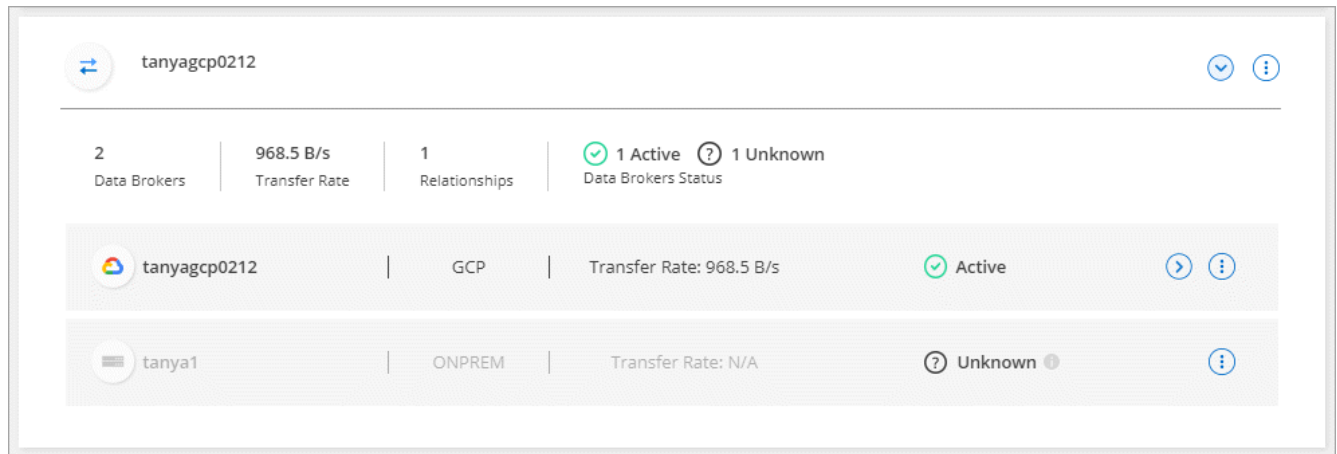 tanyagcp0212
2 968.5 B/s 1 1 Active ? 1 Unknown
Data Brokers Transfer Rate Relationships Data Brokers Status
tanyagcp0212 GCP Transfer Rate: 968.5 B/s Active
tanya1 ONPREM Transfer Rate: N/A ? Unknown